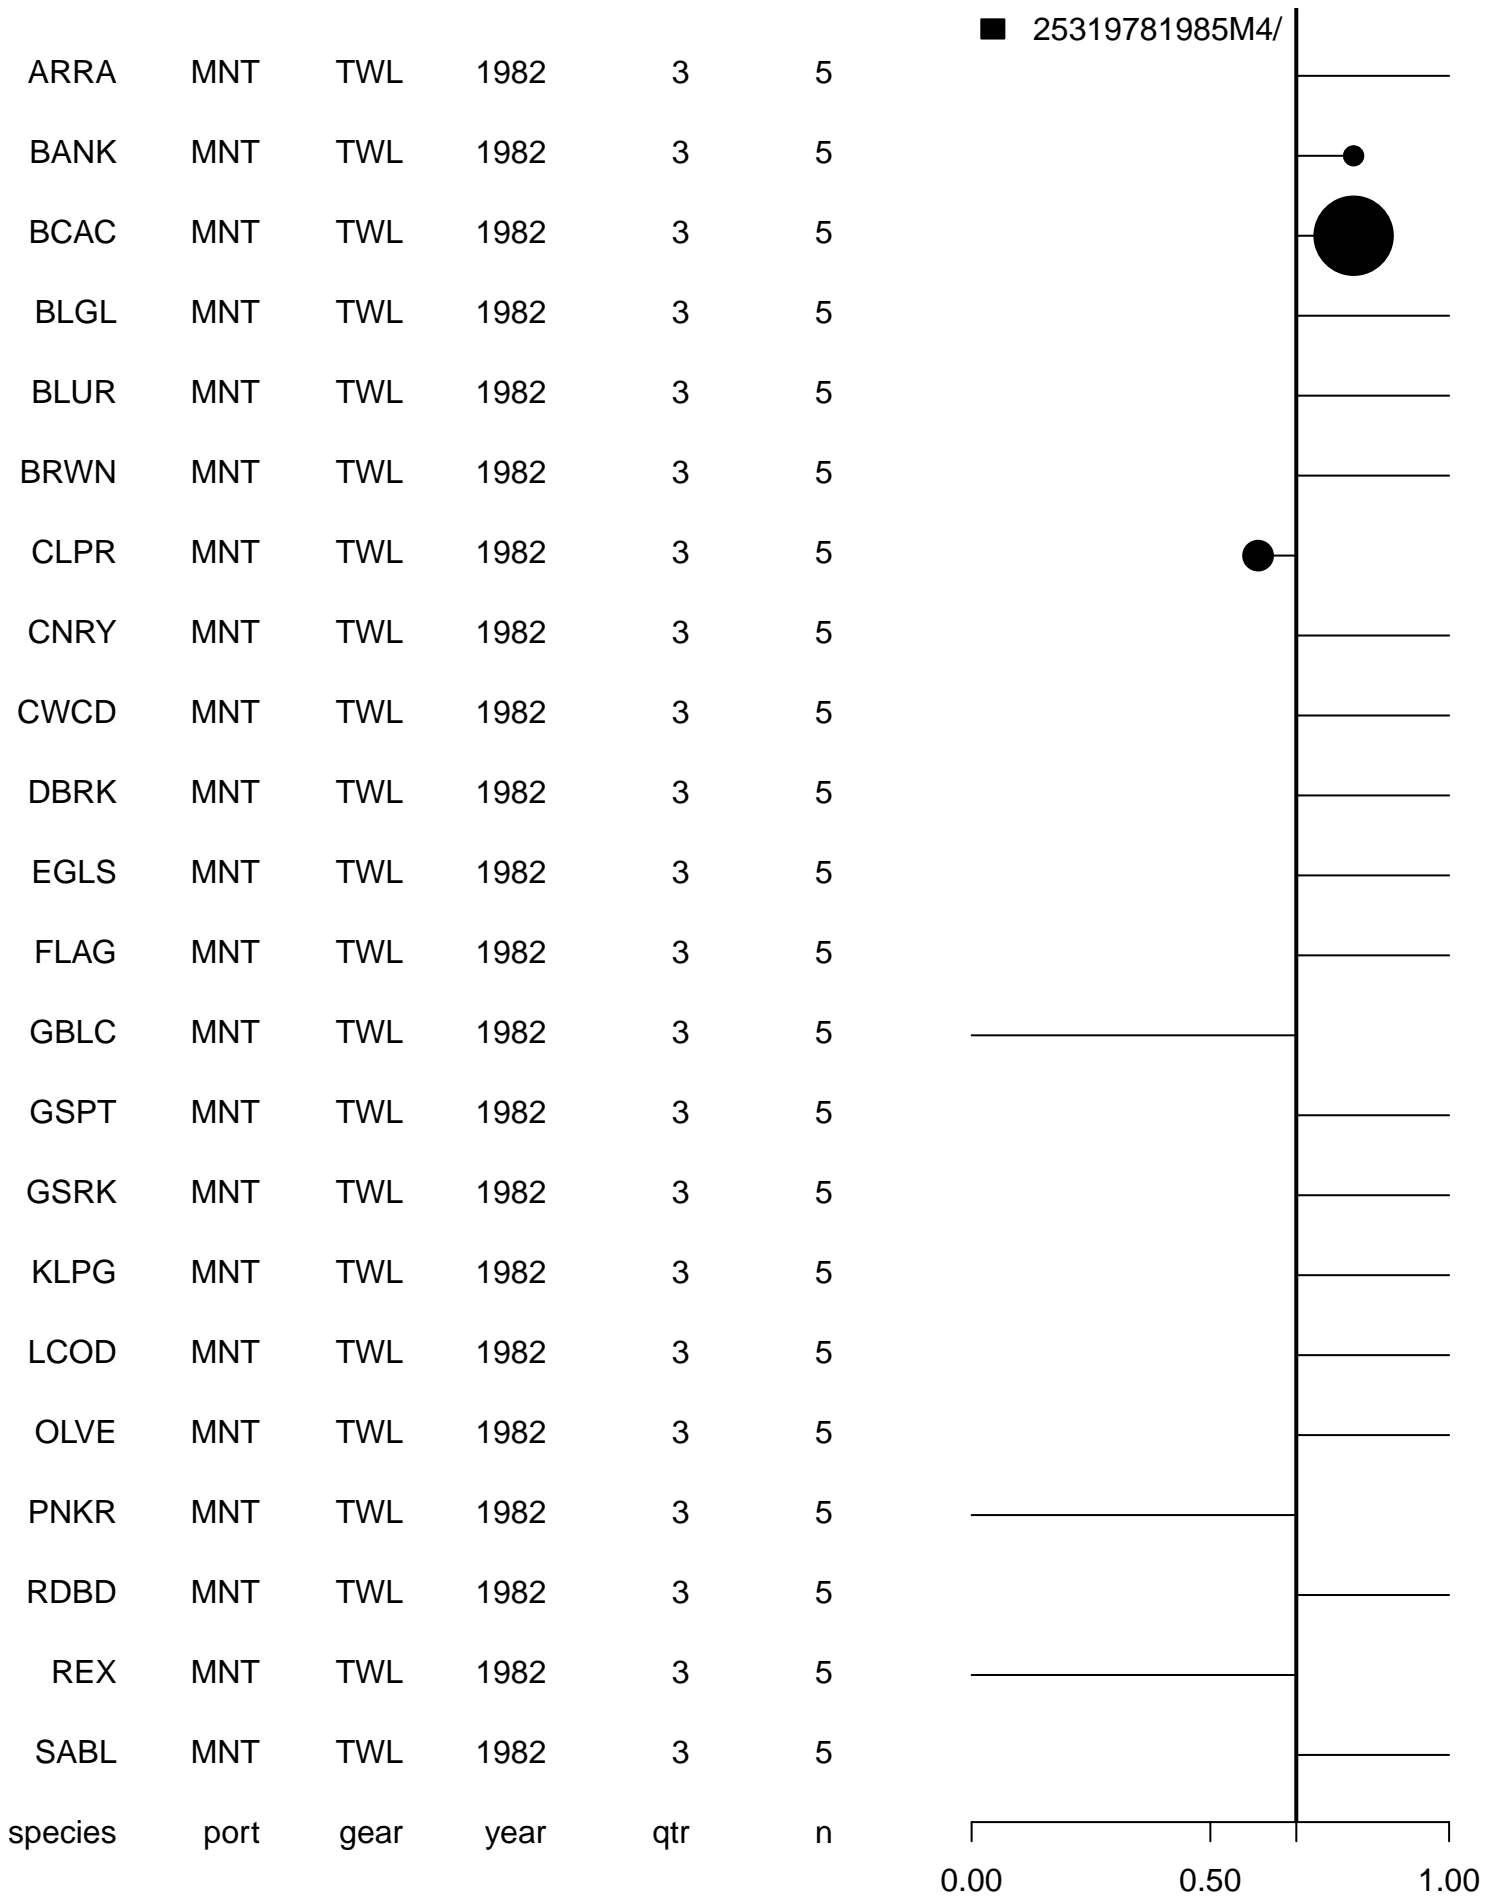 25319781985M4/
ARRA MNT TWL 1982 3 5
BANK MNT TWL 1982 3 5
BCAC MNT TWL 1982 3 5
BLGL MNT TWL 1982 3 5
BLUR MNT TWL 1982 3 5
BRWN MNT TWL 1982 3 5
CLPR MNT TWL 1982 3 5
CNRY MNT TWL 1982 3 5
CWCD MNT TWL 1982 3 5
DBRK MNT TWL 1982 3 5
EGLS MNT TWL 1982 3 5
FLAG MNT TWL 1982 3 5
GBLC MNT TWL 1982 3 5
GSPT MNT TWL 1982 3 5
GSRK MNT TWL 1982 3 5
KLPG MNT TWL 1982 3 5
LCOD MNT TWL 1982 3 5
OLVE MNT TWL 1982 3 5
PNKR MNT TWL 1982 3 5
RDBD MNT TWL 1982 3 5
REX MNT TWL 1982 3 5
SABL MNT TWL 1982 3 5
species port gear year qtr n
0.00 0.50 1.00